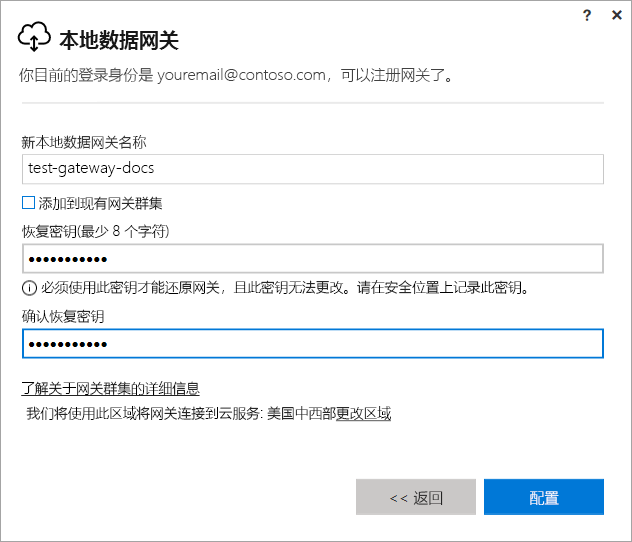 ? ×
本地数据网关
你目前的登录身份是 youremail@contoso.com，可以注册网关了。
新本地数据网关名称
test-gateway-docs
添加到现有网关群集
恢复密钥(最少 8 个字符)
●●●●●●●●●●●
必须使用此密钥才能还原网关，且此密钥无法更改。请在安全位置上记录此密钥。
确认恢复密钥
●●●●●●●●●●●
了解关于网关群集的详细信息
我们将使用此区域将网关连接到云服务: 美国中西部更改区域
<< 返回 配置